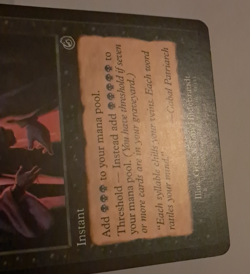 Instant
Add to your mana pool.
Threshold — Instead add to
your mana pool. (You have threshold if seven
or more cards are in your graveyard.)
"Each syllable chills your veins. Each word
rattles your mind."
—Cabal Patriarch
Illus.